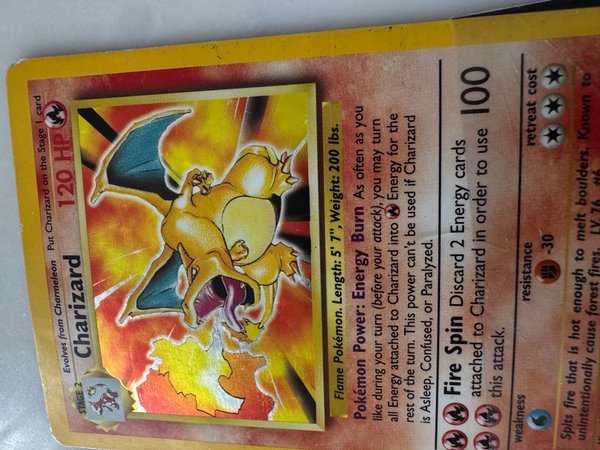 Evolves from Charmeleon Put Charizard on the Stage 1 card
STAGE 2
Charizard 120 HP
Flame Pokémon. Length: 5' 7", Weight: 200 lbs.
Pokémon Power: Energy Burn As often as you
like during your turn (before your attack), you may turn
all Energy attached to Charizard into Energy for the
rest of the turn. This power can't be used if Charizard
is Asleep, Confused, or Paralyzed.
Fire Spin Discard 2 Energy cards
attached to Charizard in order to use
this attack.
100
weakness
resistance
-30
retreat cost
Spits fire that is hot enough to melt boulders. Known to
unintentionally cause forest fires. LV. 76 #6